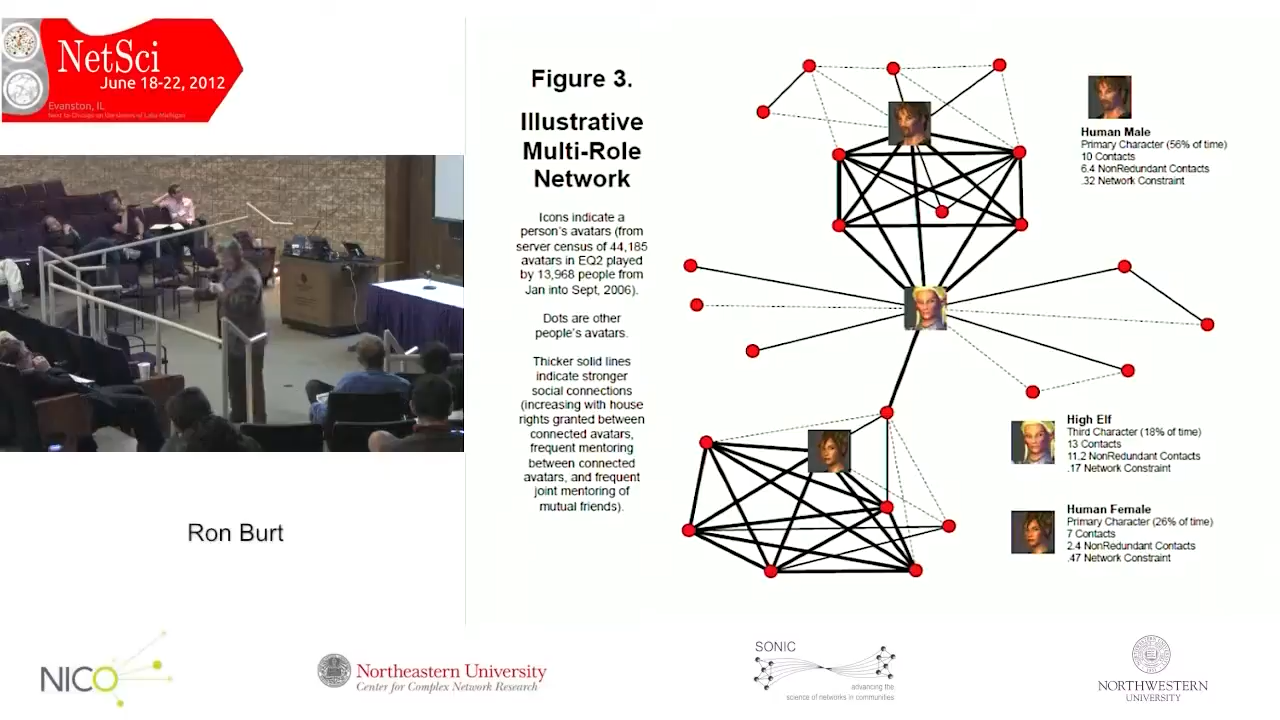 NetSci
June 18-22, 2012
Evanston, IL
Figure 3.
Illustrative
Multi-Role
Network
Icons indicate a
person's avatars (from
server census of 44,185
avatars in EQ2 played
by 13,968 people from
Jan into Sept, 2006).
Dots are other
people's avatars.
Thicker solid lines
indicate stronger
social connections
(increasing with house
rights granted between
connected avatars,
frequent mentoring
between connected
avatars, and frequent
joint mentoring of
mutual friends).
Human Male
Primary Character (56% of time)
10 Contacts
6.4 NonRedundant Contacts
.32 Network Constraint
High Elf
Third Character (18% of time)
13 Contacts
11.2 NonRedundant Contacts
.17 Network Constraint
Human Female
Primary Character (26% of time)
7 Contacts
2.4 NonRedundant Contacts
.47 Network Constraint
Ron Burt
NICO
Northeastern University
Center for Complex Network Research
SONIC
advancing the
science of networks in communities
NORTHWESTERN
UNIVERSITY